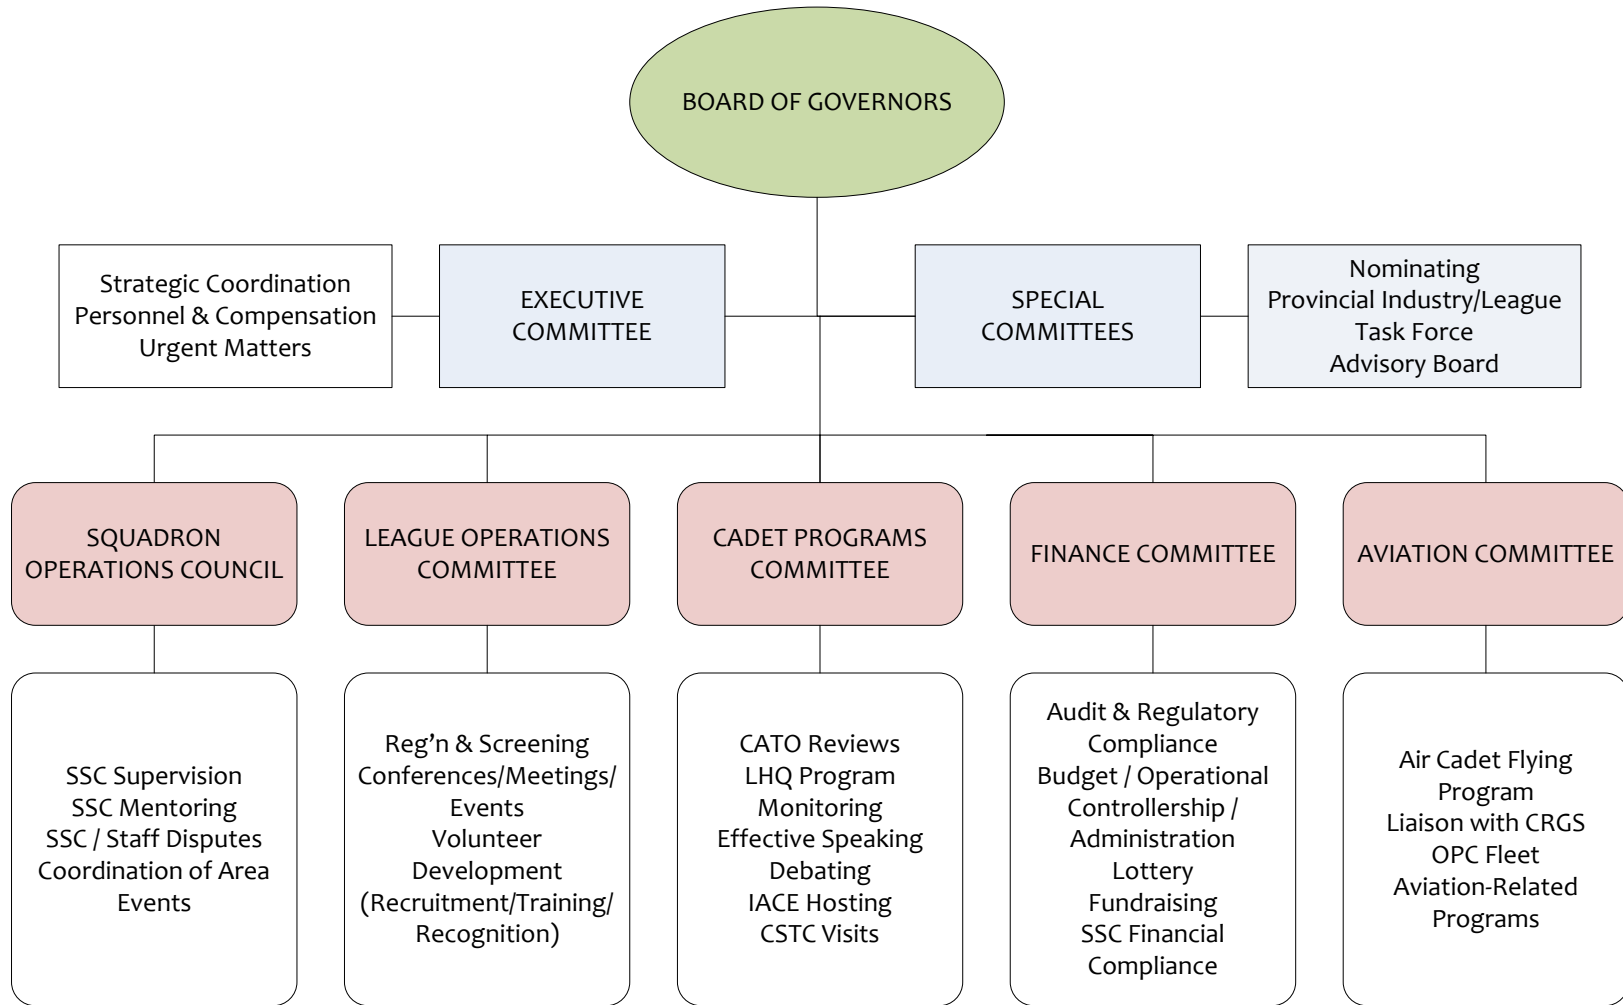 BOARD OF GOVERNORS
Strategic Coordination
Personnel & Compensation
Urgent Matters
EXECUTIVE
COMMITTEE
SPECIAL
COMMITTEES
Nominating
Provincial Industry/League
Task Force
Advisory Board
SQUADRON
OPERATIONS COUNCIL
LEAGUE OPERATIONS
COMMITTEE
CADET PROGRAMS
COMMITTEE
FINANCE COMMITTEE
AVIATION COMMITTEE
SSC Supervision
SSC Mentoring
SSC / Staff Disputes
Coordination of Area
Events
Reg’n & Screening
Conferences/Meetings/
Events
Volunteer
Development
(Recruitment/Training/
Recognition)
CATO Reviews
LHQ Program
Monitoring
Effective Speaking
Debating
IACE Hosting
CSTC Visits
Audit & Regulatory
Compliance
Budget / Operational
Controllership /
Administration
Lottery
Fundraising
SSC Financial
Compliance
Air Cadet Flying
Program
Liaison with CRGS
OPC Fleet
Aviation-Related
Programs